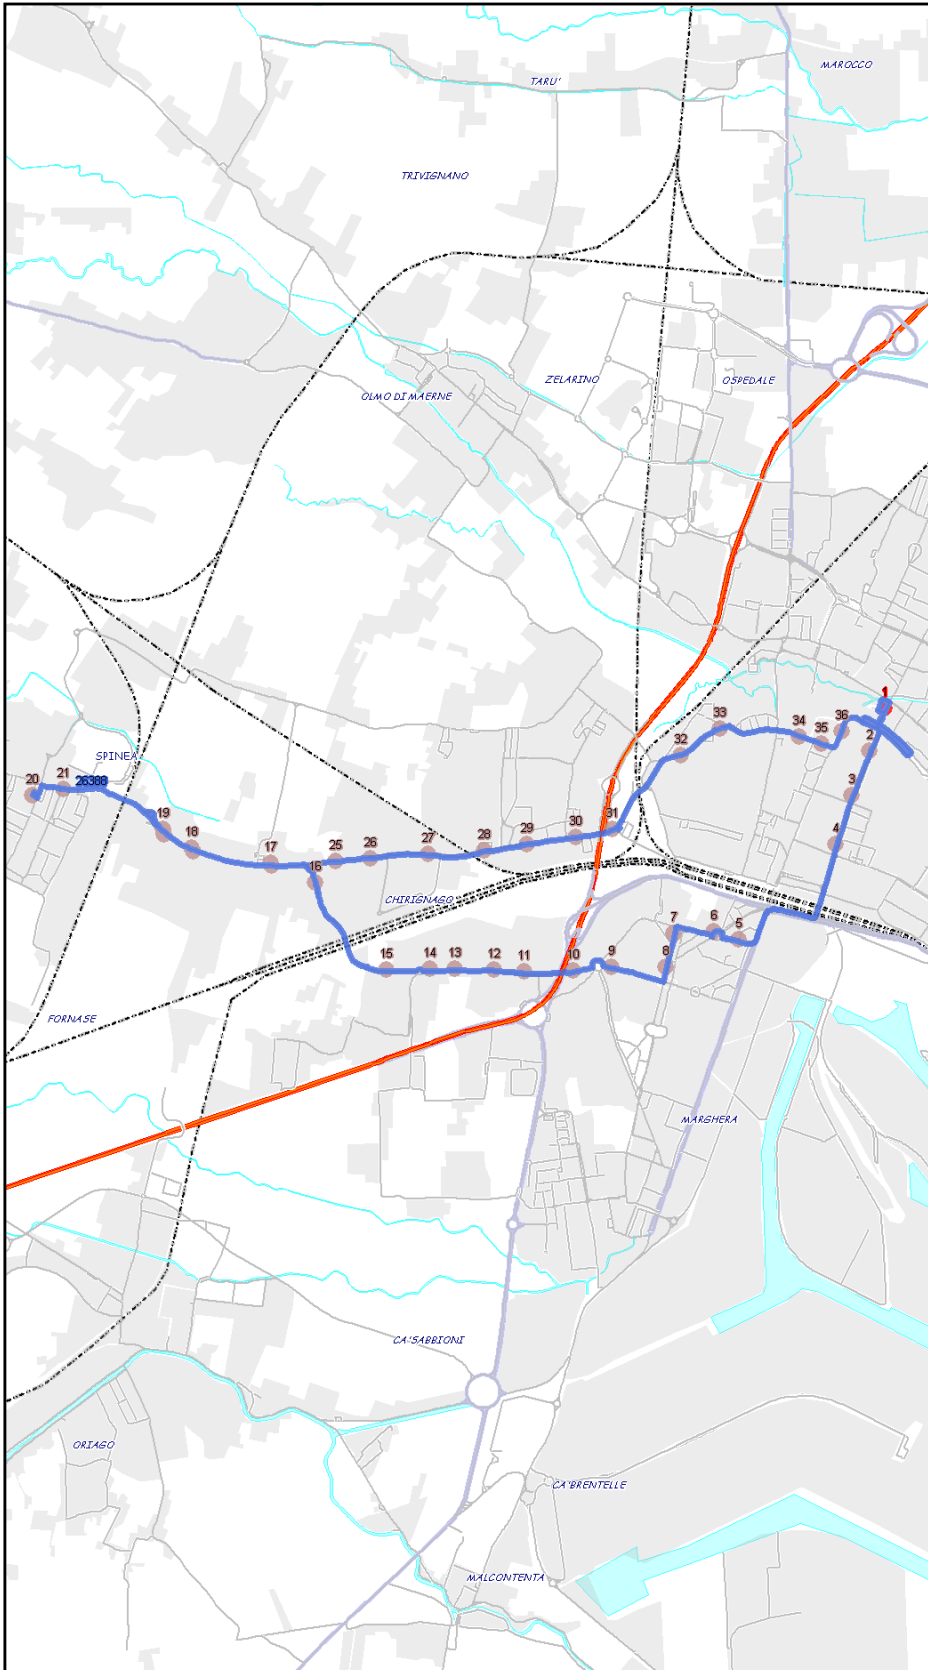 MAROCCO
TARU'
TRIVIGNANO
ZELARINO
OSPEDALE
OLMO DI MAERNE
1
33
36
34
35
2
32
SPINEA
20
21
26388
3
19
18
31
30
29
4
28
27
26
25
17
16
CHIRIGNAGO
7
6
5
15
14
13
12
11
10
9
8
FORNASE
MARGHERA
CA'SABBIONI
ORIAGO
CA'BRENTELLE
MALCONTENTA